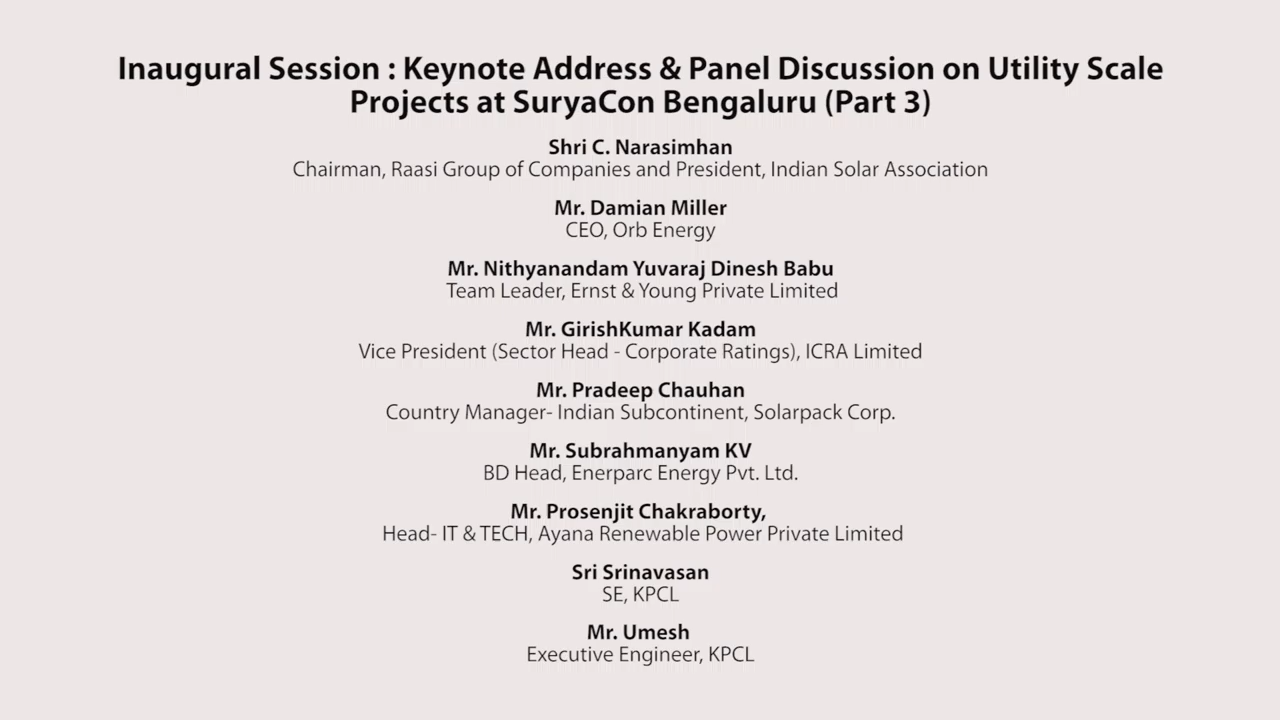 Inaugural Session : Keynote Address & Panel Discussion on Utility Scale
Projects at SuryaCon Bengaluru (Part 3)
Shri C. Narasimhan
Chairman, Raasi Group of Companies and President, Indian Solar Association
Mr. Damian Miller
CEO, Orb Energy
Mr. Nithyanandam Yuvaraj Dinesh Babu
Team Leader, Ernst & Young Private Limited
Mr. GirishKumar Kadam
Vice President (Sector Head - Corporate Ratings), ICRA Limited
Mr. Pradeep Chauhan
Country Manager- Indian Subcontinent, Solarpack Corp.
Mr. Subrahmanyam KV
BD Head, Enerparc Energy Pvt. Ltd.
Mr. Prosenjit Chakraborty,
Head- IT & TECH, Ayana Renewable Power Private Limited
Sri Srinavasan
SE, KPCL
Mr. Umesh
Executive Engineer, KPCL